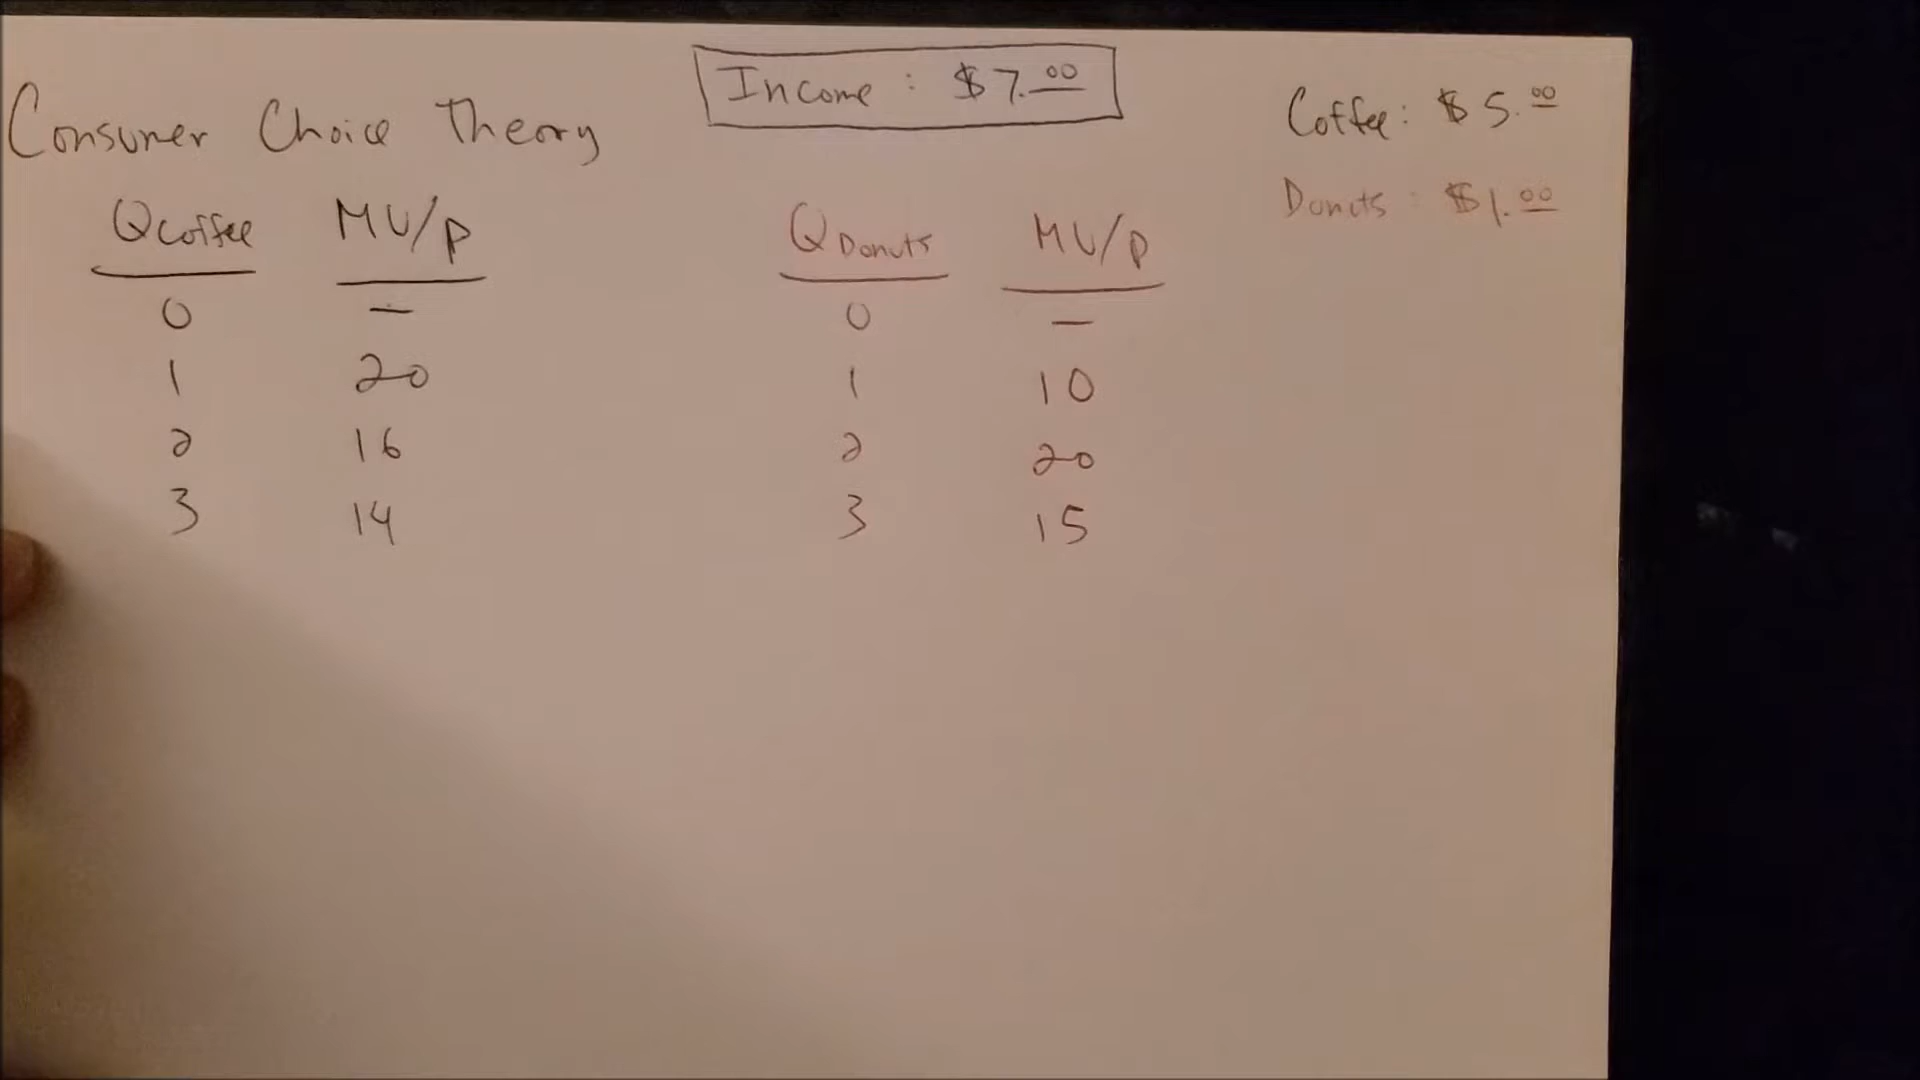 Income: $7.00
Consumer Choice Theory
Coffee: $5.00
Donuts: $1.00
QCoffee MU/P QDonuts MU/P
0 — 0 —
1 20 1 10
2 16 2 20
3 14 3 15